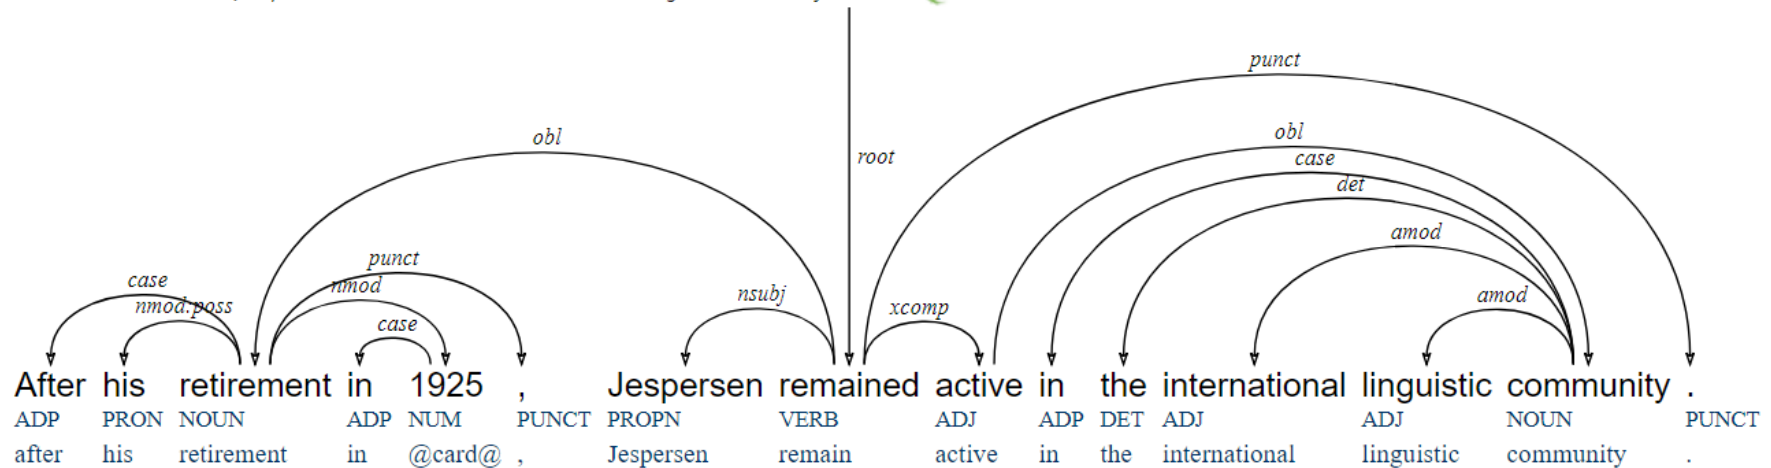 punct
obl
obl
root
case
det
amod
punct
case
nmod
nmod:poss
nsubj
amod
xcomp
case
After his retirement in 1925 , Jespersen remained active in the international linguistic community .
ADP PRON NOUN ADP NUM PUNCT PROPN VERB ADJ ADP DET ADJ ADJ NOUN PUNCT
after his retirement in @card@ , Jespersen remain active in the international linguistic community .